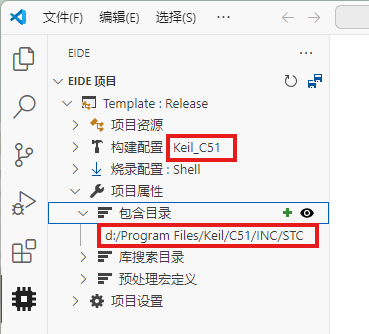 文件(F) 编辑(E) 选择(S) ···
EIDE ···
EIDE 项目
Template : Release
项目资源
构建配置 : Keil_C51
烧录配置 : Shell
项目属性
包含目录
d:/Program Files/Keil/C51/INC/STC
库搜索目录
预处理宏定义
项目设置